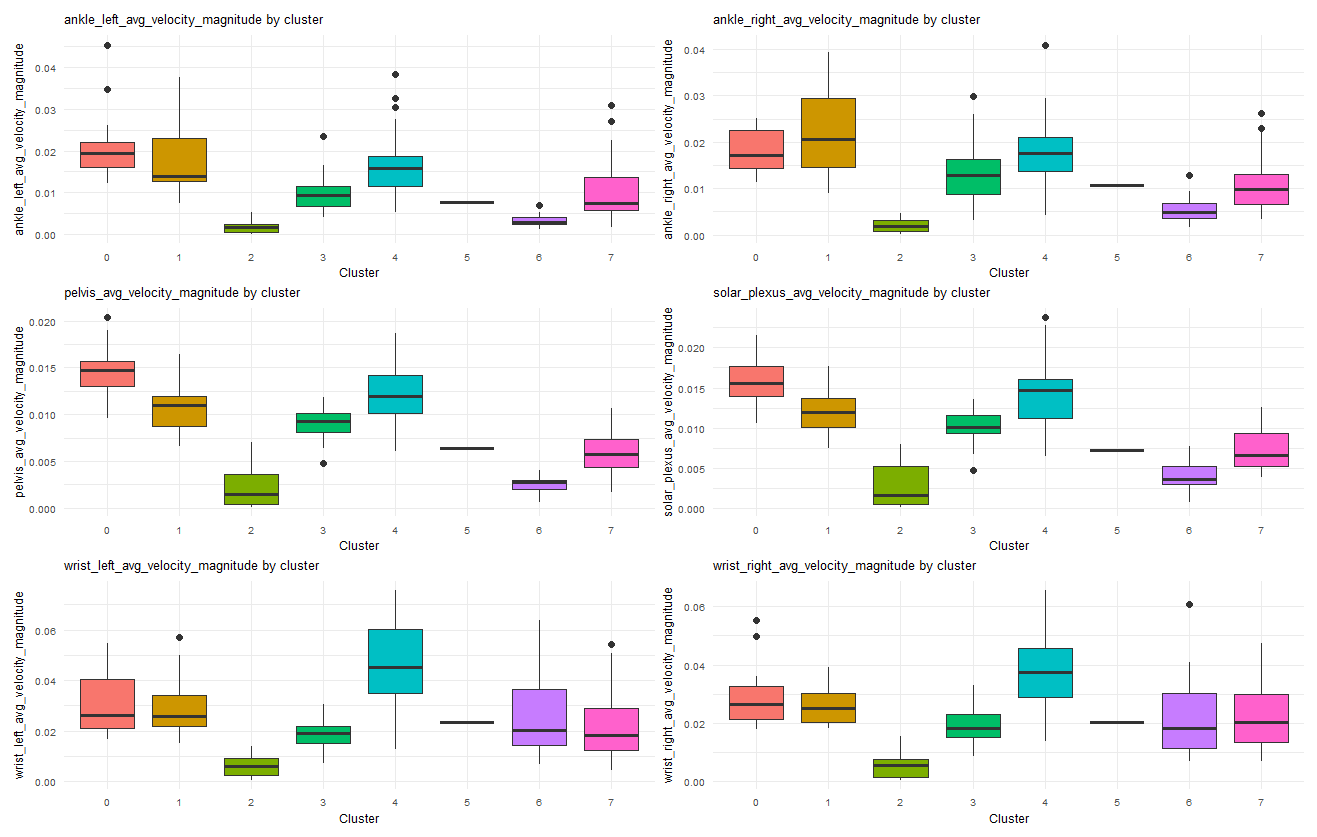 ankle_left_avg_velocity_magnitude by cluster
ankle_left_avg_velocity_magnitude
0.04
0.03
0.02
0.01
0.00
0 1 2 3 4 5 6 7
Cluster
ankle_right_avg_velocity_magnitude by cluster
ankle_right_avg_velocity_magnitude
0.04
0.03
0.02
0.01
0.00
0 1 2 3 4 5 6 7
Cluster
pelvis_avg_velocity_magnitude by cluster
pelvis_avg_velocity_magnitude
0.020
0.015
0.010
0.005
0.000
0 1 2 3 4 5 6 7
Cluster
solar_plexus_avg_velocity_magnitude by cluster
solar_plexus_avg_velocity_magnitude
0.020
0.015
0.010
0.005
0.000
0 1 2 3 4 5 6 7
Cluster
wrist_left_avg_velocity_magnitude by cluster
wrist_left_avg_velocity_magnitude
0.06
0.04
0.02
0.00
0 1 2 3 4 5 6 7
Cluster
wrist_right_avg_velocity_magnitude by cluster
wrist_right_avg_velocity_magnitude
0.06
0.04
0.02
0.00
0 1 2 3 4 5 6 7
Cluster